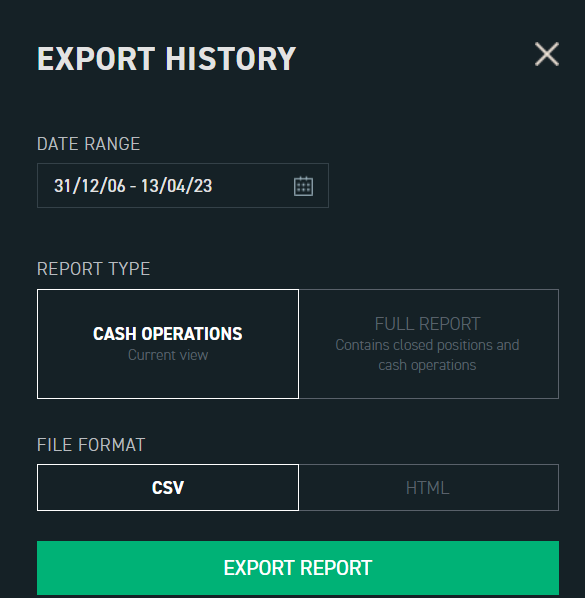 EXPORT HISTORY
DATE RANGE
31/12/06 - 13/04/23
REPORT TYPE
CASH OPERATIONS
Current view
FULL REPORT
Contains closed positions and
cash operations
FILE FORMAT
CSV
HTML
EXPORT REPORT